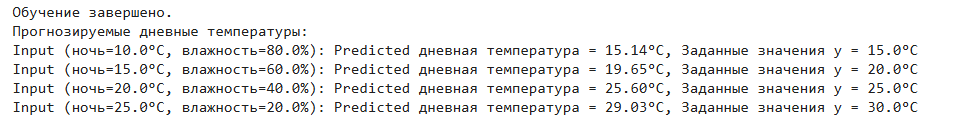 Обучение завершено.
Прогнозируемые дневные температуры:
Input (ночь=10.0°C, влажность=80.0%): Predicted дневная температура = 15.14°C, Заданные значения y = 15.0°C
Input (ночь=15.0°C, влажность=60.0%): Predicted дневная температура = 19.65°C, Заданные значения y = 20.0°C
Input (ночь=20.0°C, влажность=40.0%): Predicted дневная температура = 25.60°C, Заданные значения y = 25.0°C
Input (ночь=25.0°C, влажность=20.0%): Predicted дневная температура = 29.03°C, Заданные значения y = 30.0°C